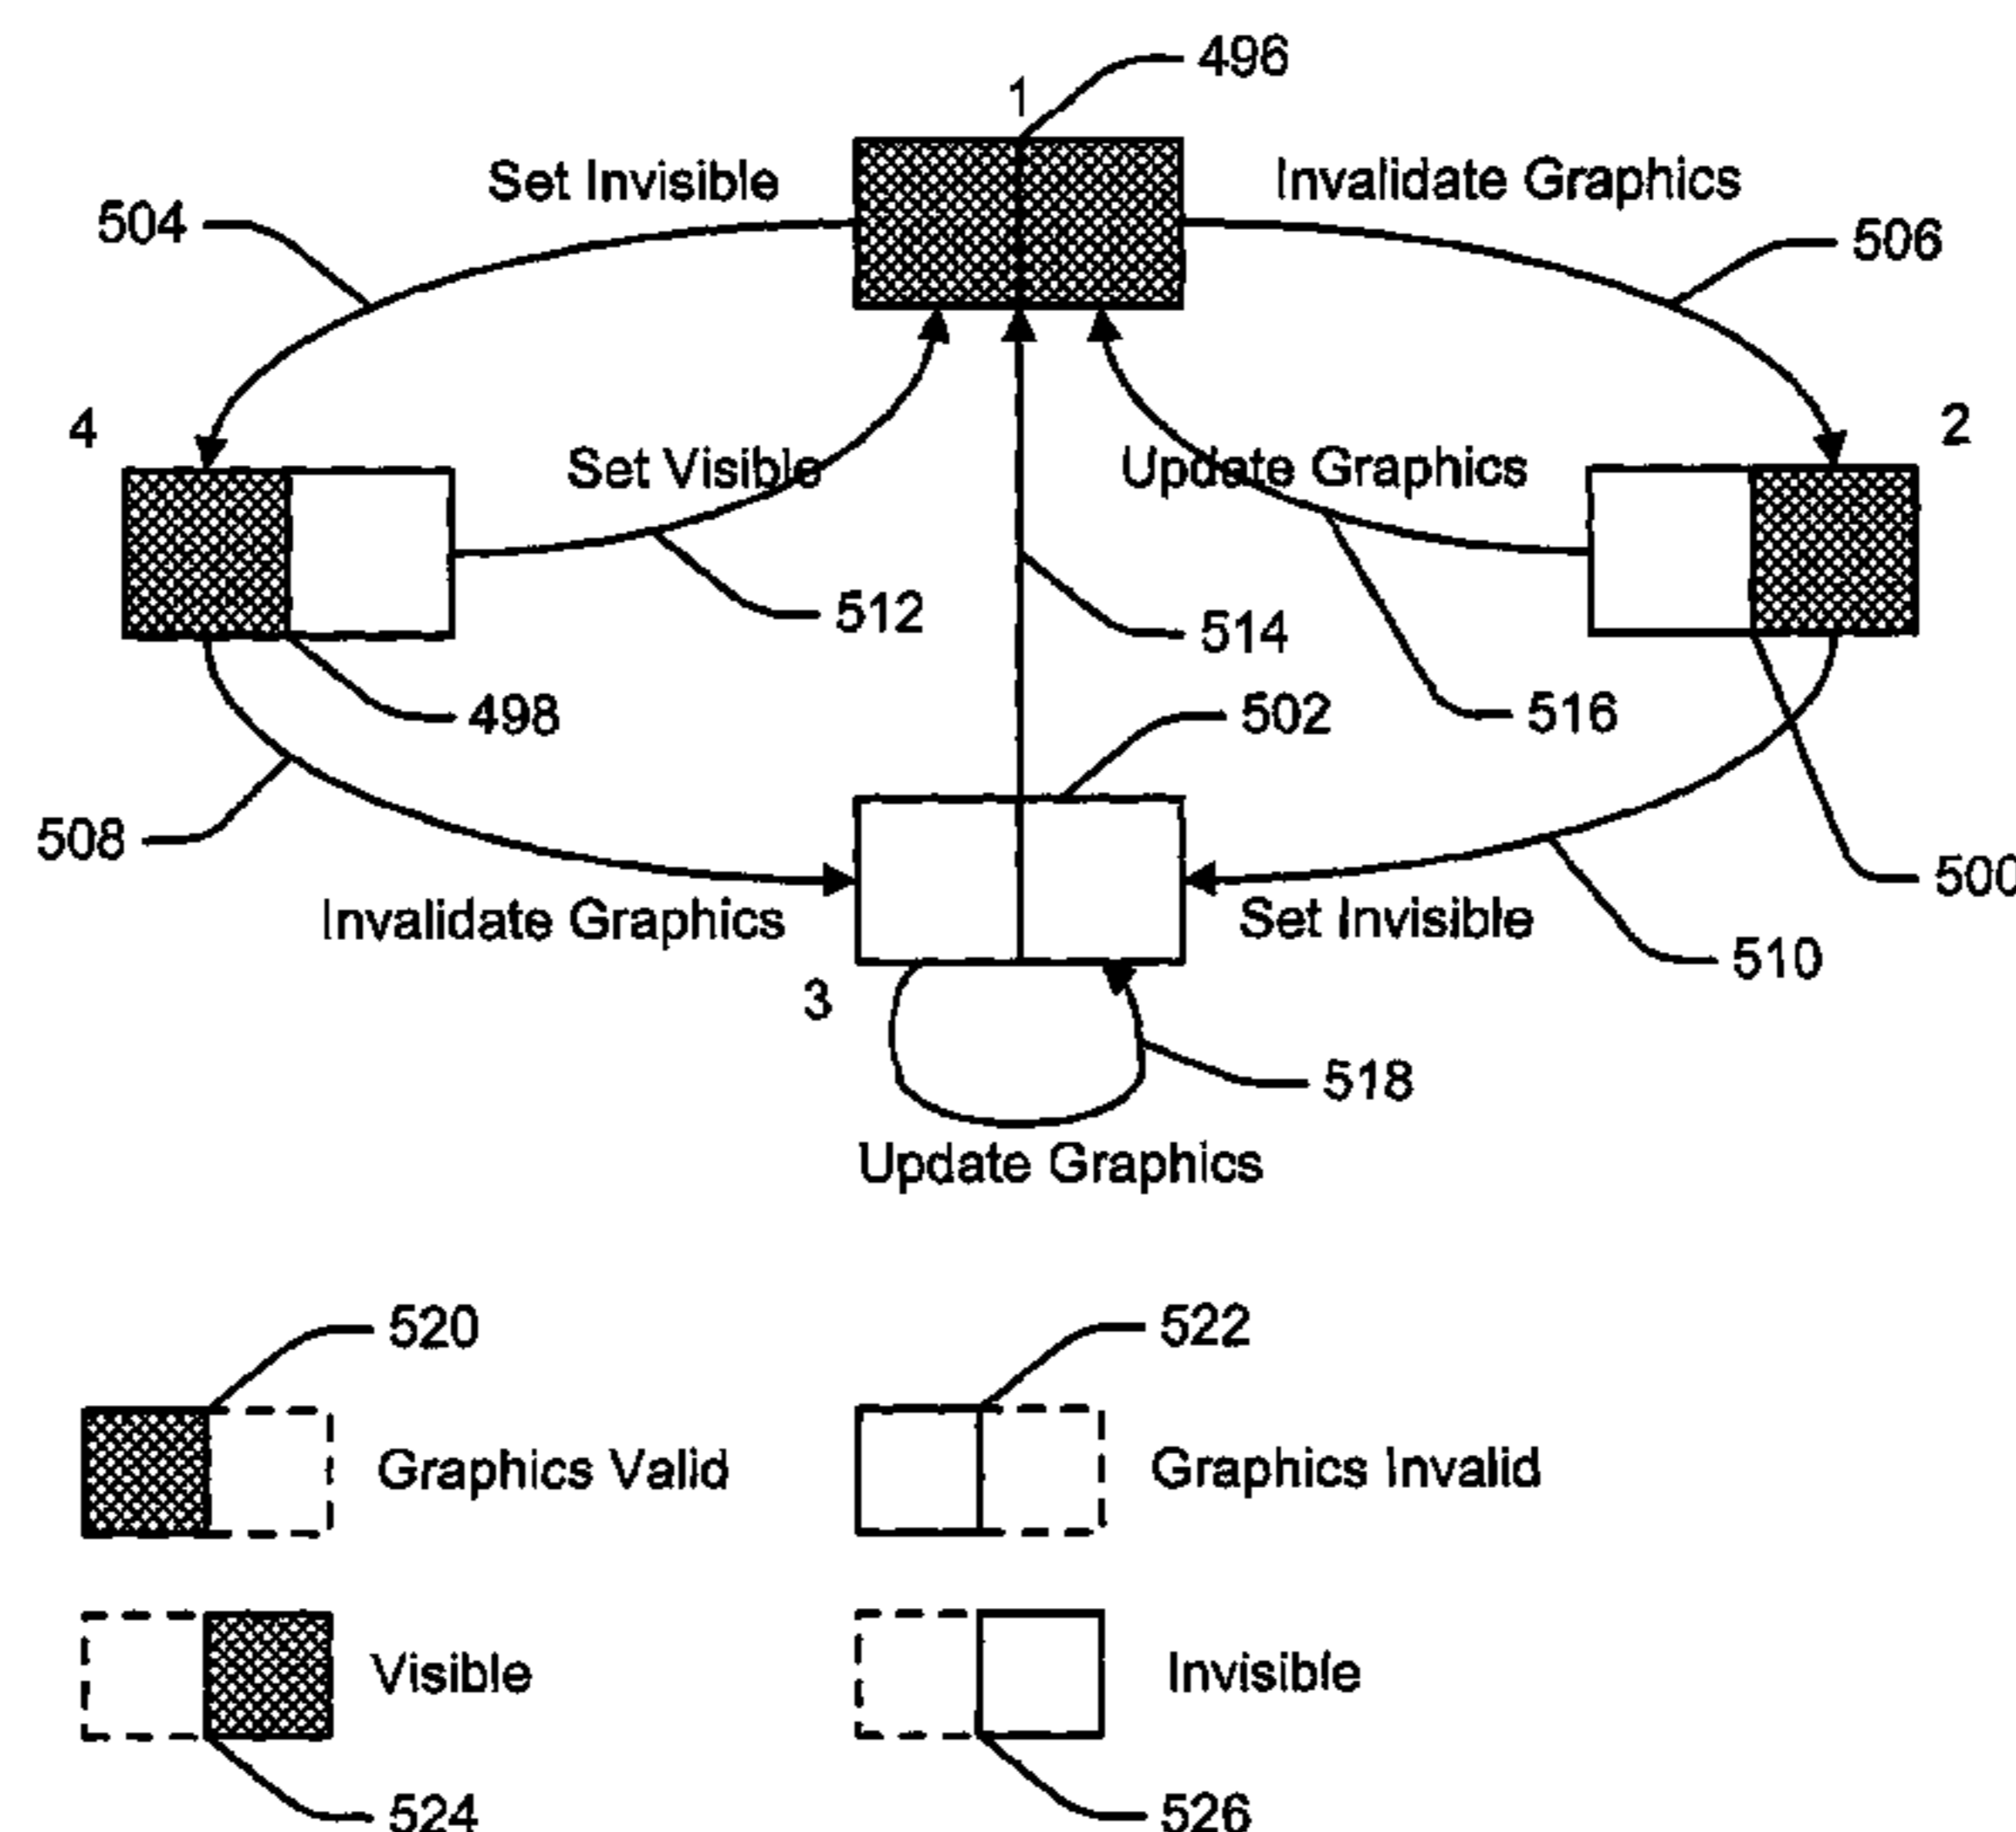 496
1
Set Invisible
Invalidate Graphics
504
506
4
2
Set Visible
Update Graphics
512
514
498
502
516
508
500
Invalidate Graphics
Set Invisible
510
3
518
Update Graphics
520
522
Graphics Valid
Graphics Invalid
Visible
Invisible
524
526